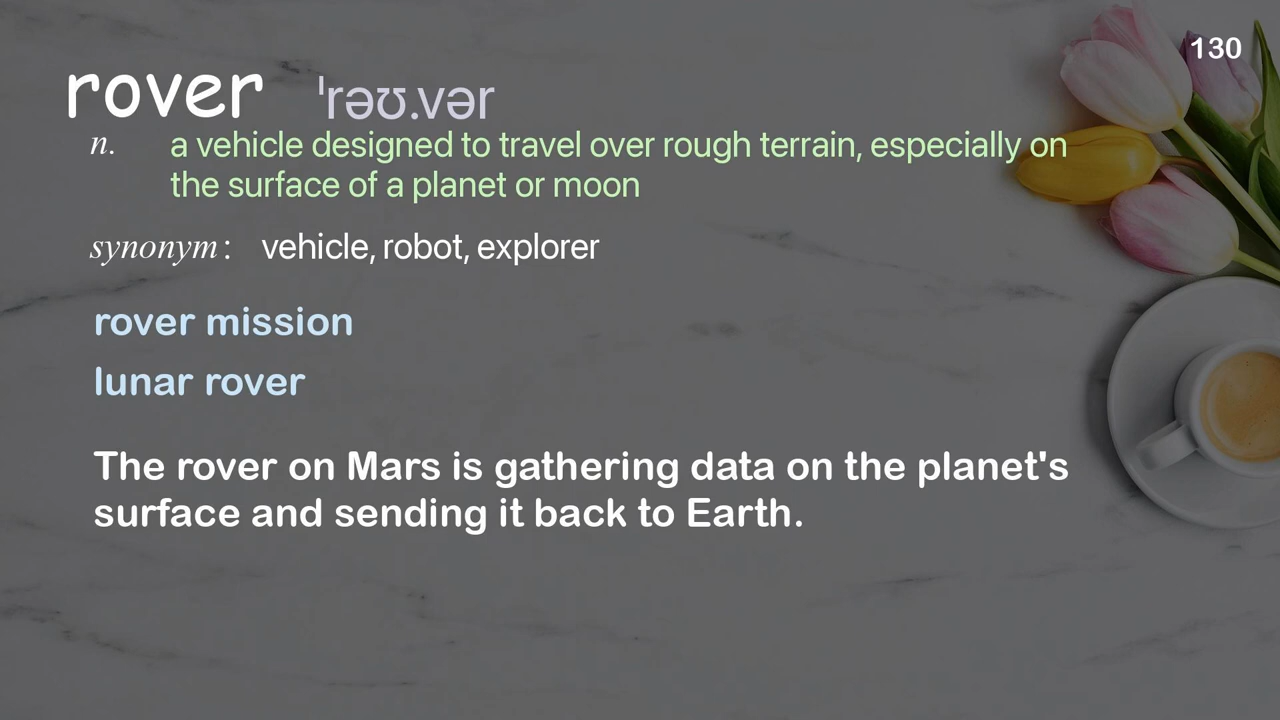 130
rover ˈrəʊ.vər
n. a vehicle designed to travel over rough terrain, especially on
the surface of a planet or moon
synonym: vehicle, robot, explorer
rover mission
lunar rover
The rover on Mars is gathering data on the planet's
surface and sending it back to Earth.